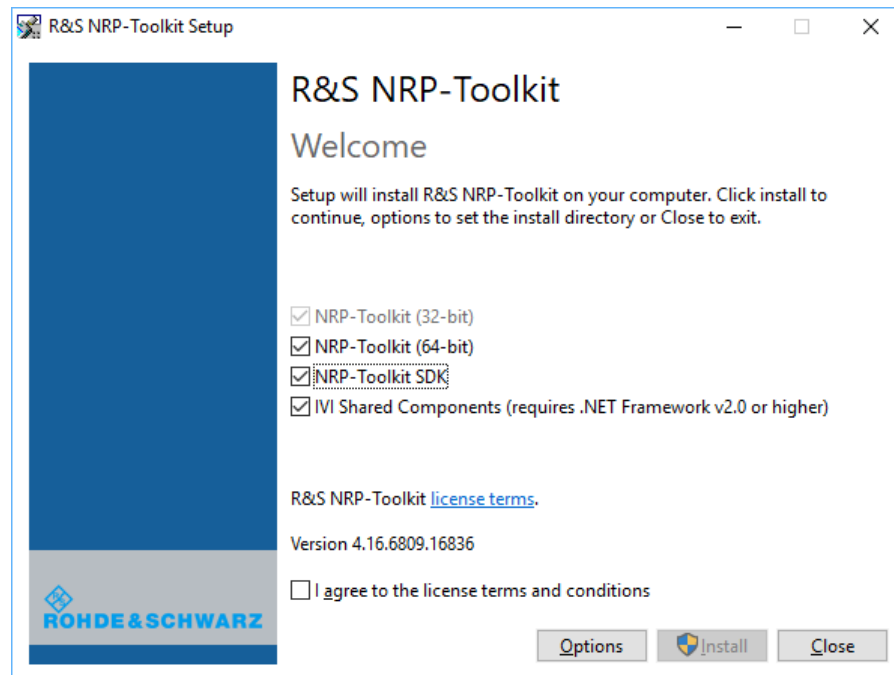 R&S NRP-Toolkit Setup
R&S NRP-Toolkit
Welcome
Setup will install R&S NRP-Toolkit on your computer. Click install to
continue, options to set the install directory or Close to exit.
NRP-Toolkit (32-bit)
NRP-Toolkit (64-bit)
NRP-Toolkit SDK
IVI Shared Components (requires .NET Framework v2.0 or higher)
R&S NRP-Toolkit license terms.
Version 4.16.6809.16836
I agree to the license terms and conditions
ROHDE&SCHWARZ
Options Install Close